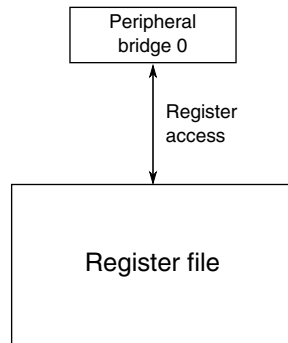 Peripheral
bridge 0
Register
access
Register file